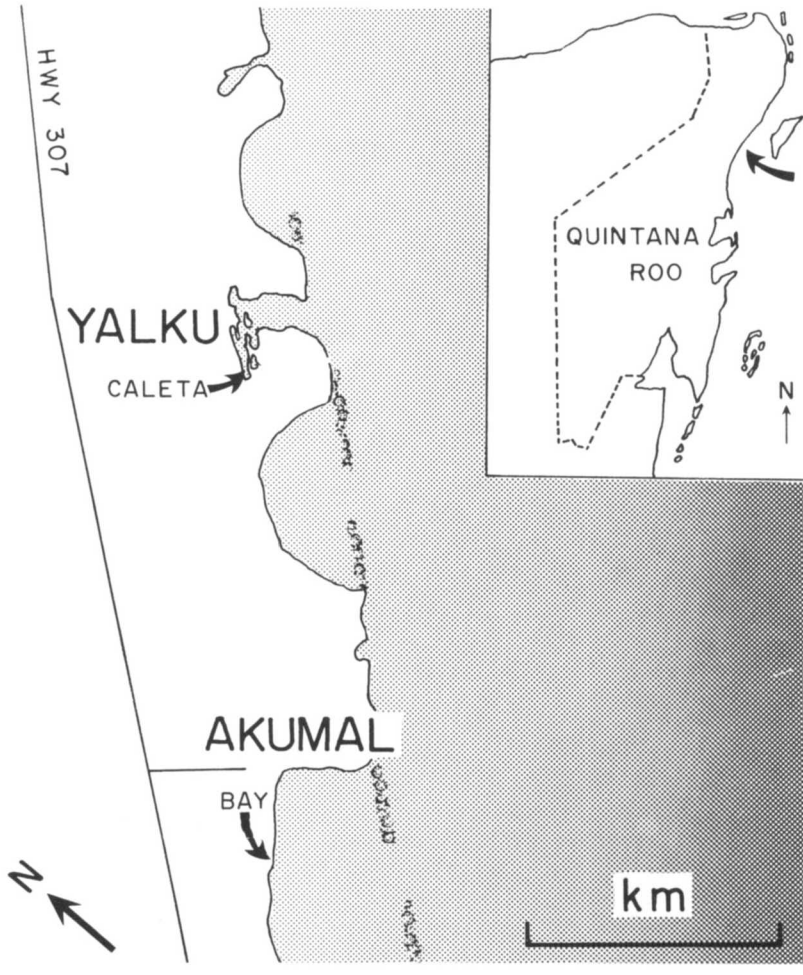 HWY 307
YALKU
CALETA
QUINTANA
ROO
N
AKUMAL
BAY
N
km